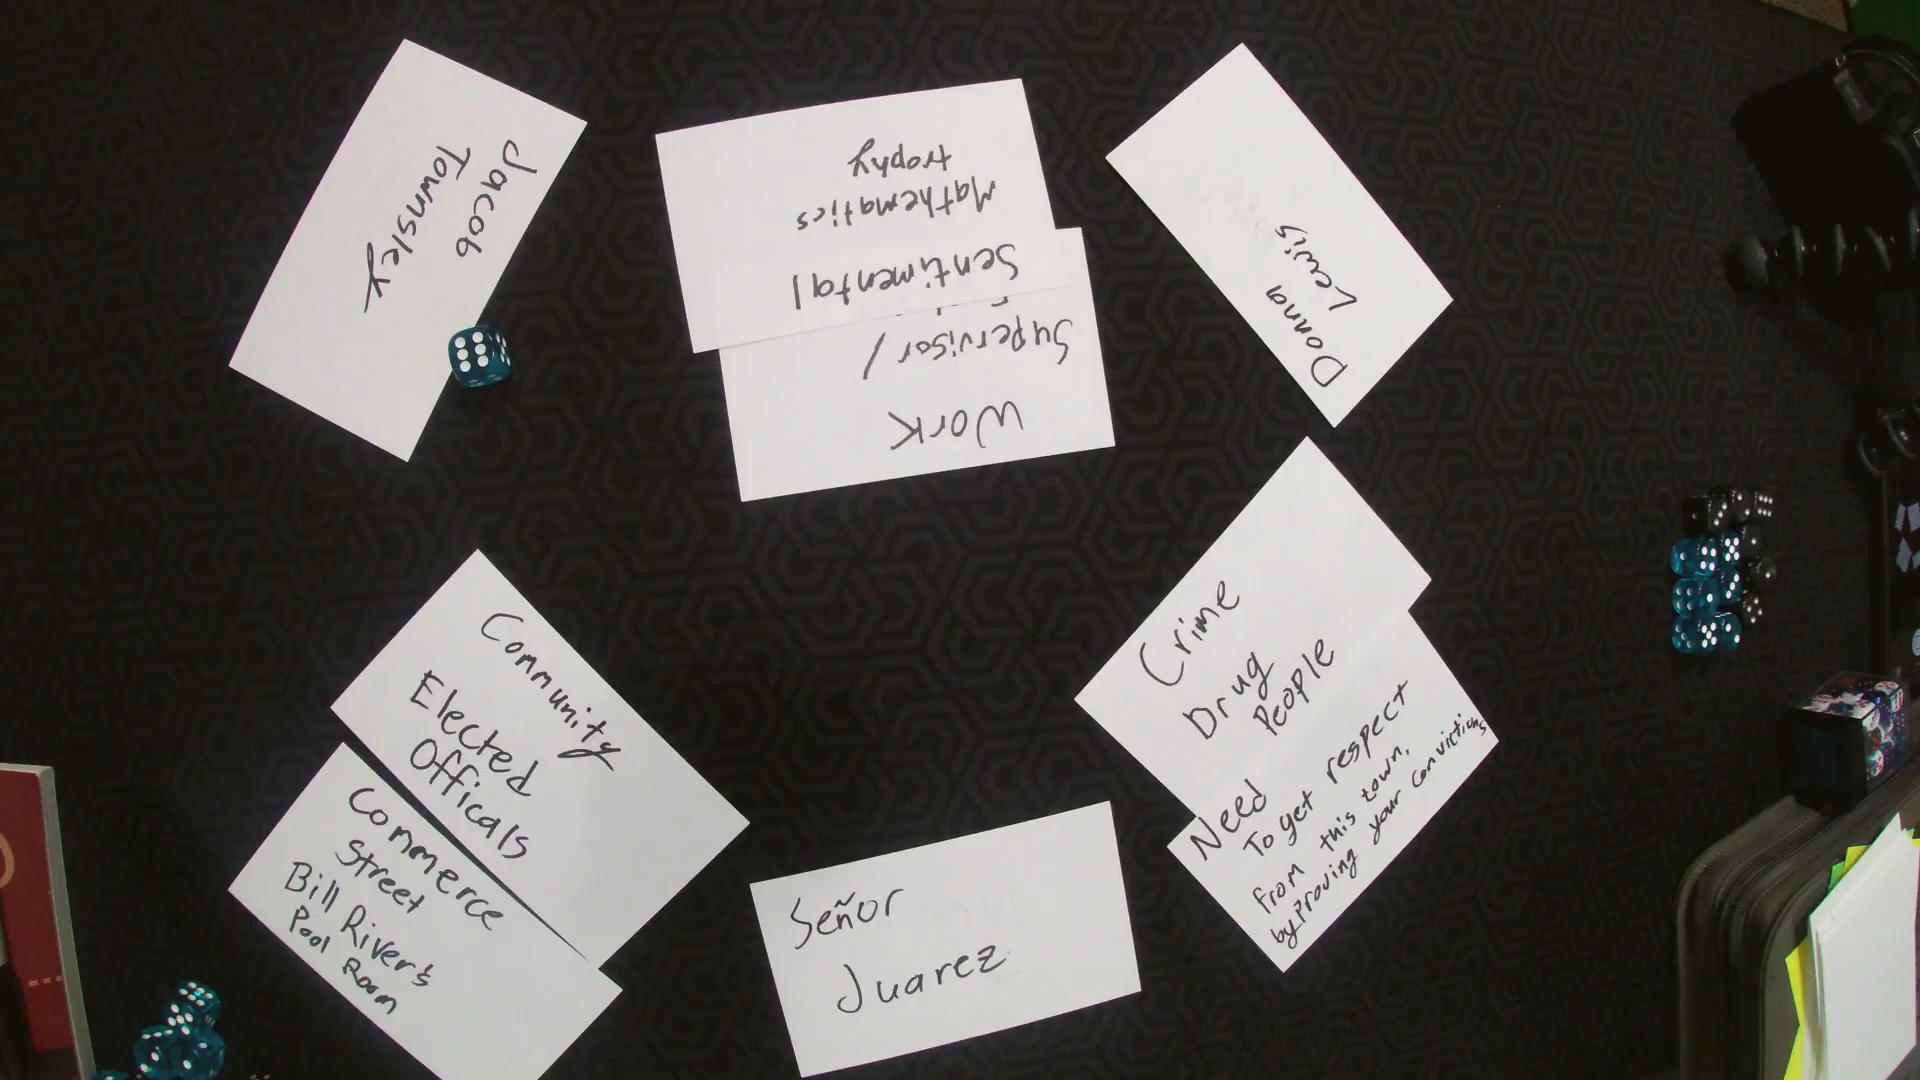 Jacob
Townsley
Sentimental
Mathematics
trophy
Work
Supervisor/
Donna
Lewis
Community
Elected
Officals
Commerce
Street
Bill River's
Pool Room
Señor
Juarez
Crime
Drug
People
Need
To get respect
from this town,
by Proving your convictions